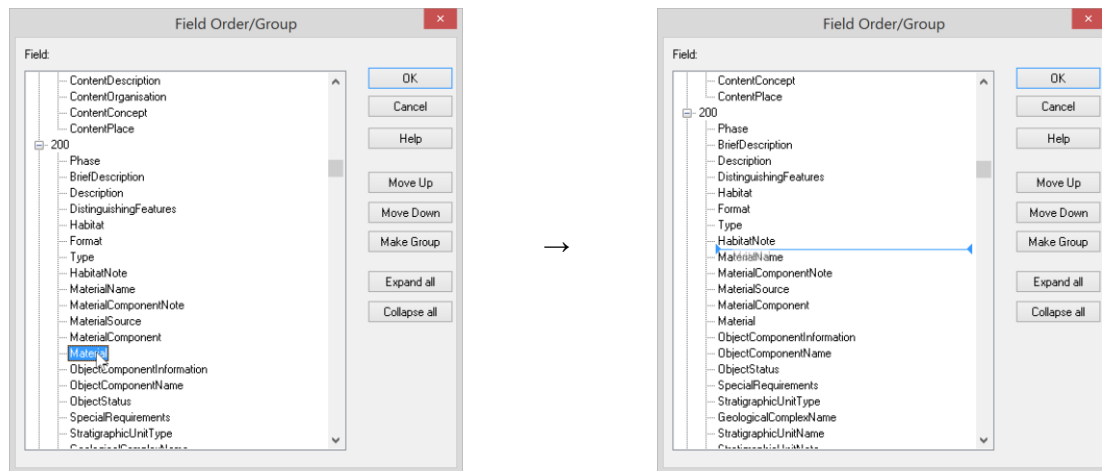 Field Order/Group
Field:
ContentDescription
ContentOrganisation
ContentConcept
ContentPlace
200
Phase
BriefDescription
Description
DistinguishingFeatures
Habitat
Format
Type
HabitatNote
MaterialName
MaterialComponentNote
MaterialSource
MaterialComponent
Material
ObjectComponentInformation
ObjectComponentName
ObjectStatus
SpecialRequirements
StratigraphicUnitType
GeologicalComplexName
OK
Cancel
Help
Move Up
Move Down
Make Group
Expand all
Collapse all
→
Field Order/Group
Field:
ContentConcept
ContentPlace
200
Phase
BriefDescription
Description
DistinguishingFeatures
Habitat
Format
Type
HabitatNote
MaterialName
MaterialComponentNote
MaterialSource
MaterialComponent
Material
ObjectComponentInformation
ObjectComponentName
ObjectStatus
SpecialRequirements
StratigraphicUnitType
GeologicalComplexName
StratigraphicUnitName
StratigraphicUnitNote
OK
Cancel
Help
Move Up
Move Down
Make Group
Expand all
Collapse all